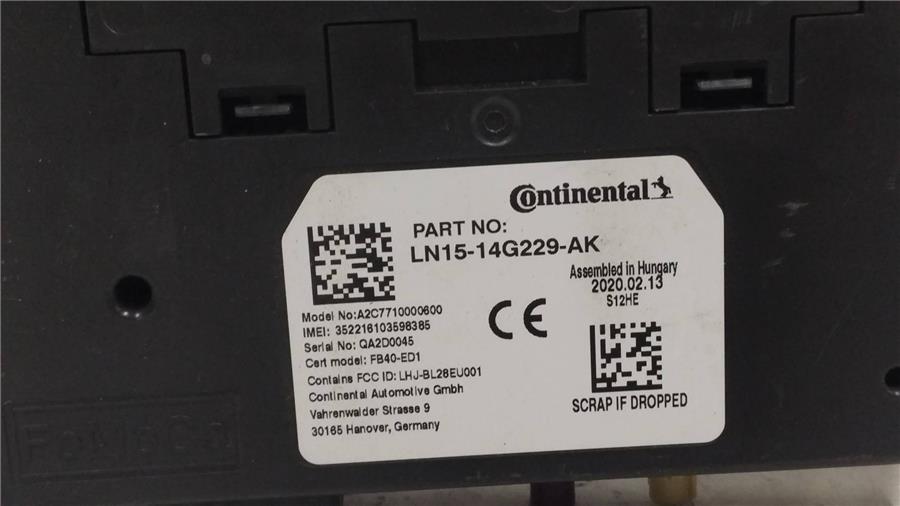 Continental
PART NO:
LN15-14G229-AK
Assembled in Hungary
2020.02.13
S12HE
Model No:A2C7710000600
IMEI: 352216103598385
Serial No: QA2D0045
Cert model: FB40-ED1
Contains FCC ID: LHJ-BL28EU001
Continental Automotive Gmbh
Vahrenwalder Strasse 9
30165 Hanover, Germany
CE
SCRAP IF DROPPED